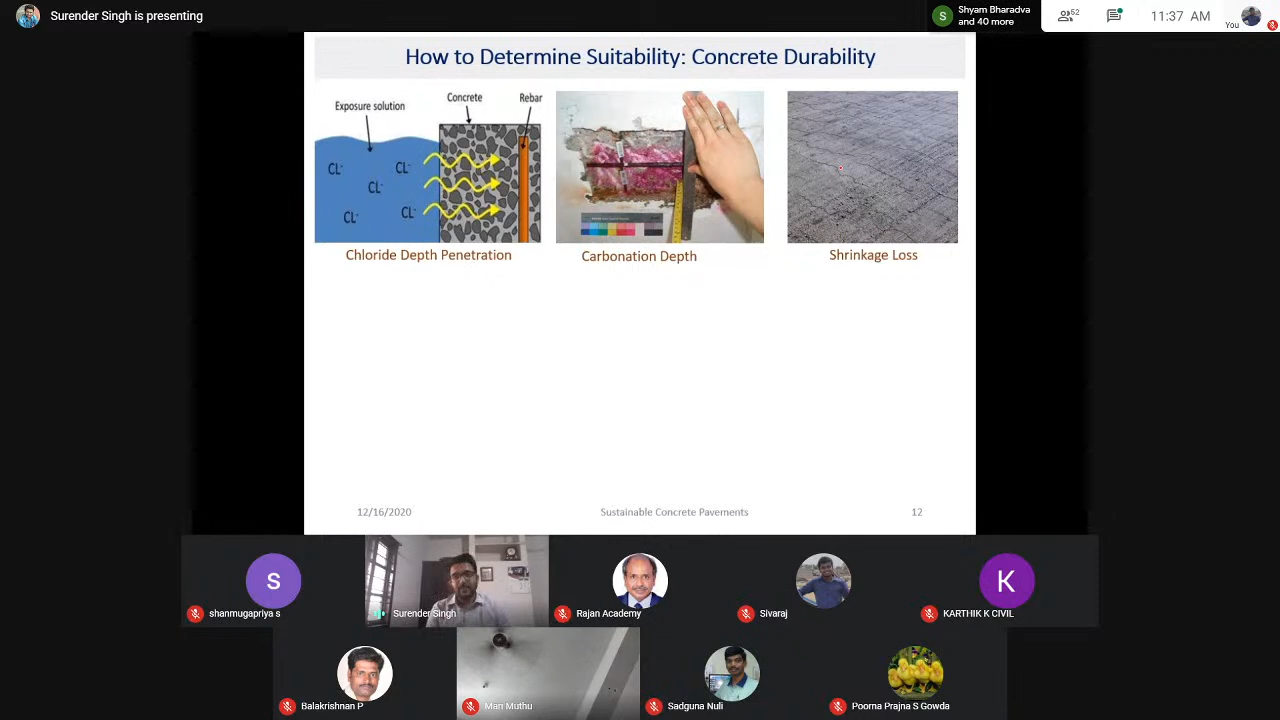 Surender Singh is presenting
S
Shyam Bharadva
and 40 more
52
11:37 AM
You
How to Determine Suitability: Concrete Durability
Exposure solution
Concrete
Rebar
CL-
CL-
CL-
CL-
CL-
Chloride Depth Penetration
Carbonation Depth
Shrinkage Loss
12/16/2020
Sustainable Concrete Pavements
12
S
K
shanmugapriya s
Surender Singh
Rajan Academy
Sivaraj
KARTHIK K CIVIL
Balakrishnan P
Mari Muthu
Sadguna Nuli
Poorna Prajna S Gowda